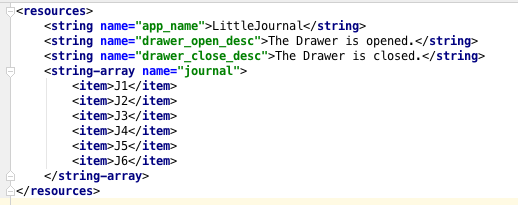 <resources>
    <string name="app_name">LittleJournal</string>
    <string name="drawer_open_desc">The Drawer is opened.</string>
    <string name="drawer_close_desc">The Drawer is closed.</string>
    <string-array name="journal">
        <item>J1</item>
        <item>J2</item>
        <item>J3</item>
        <item>J4</item>
        <item>J5</item>
        <item>J6</item>
    </string-array>
</resources>